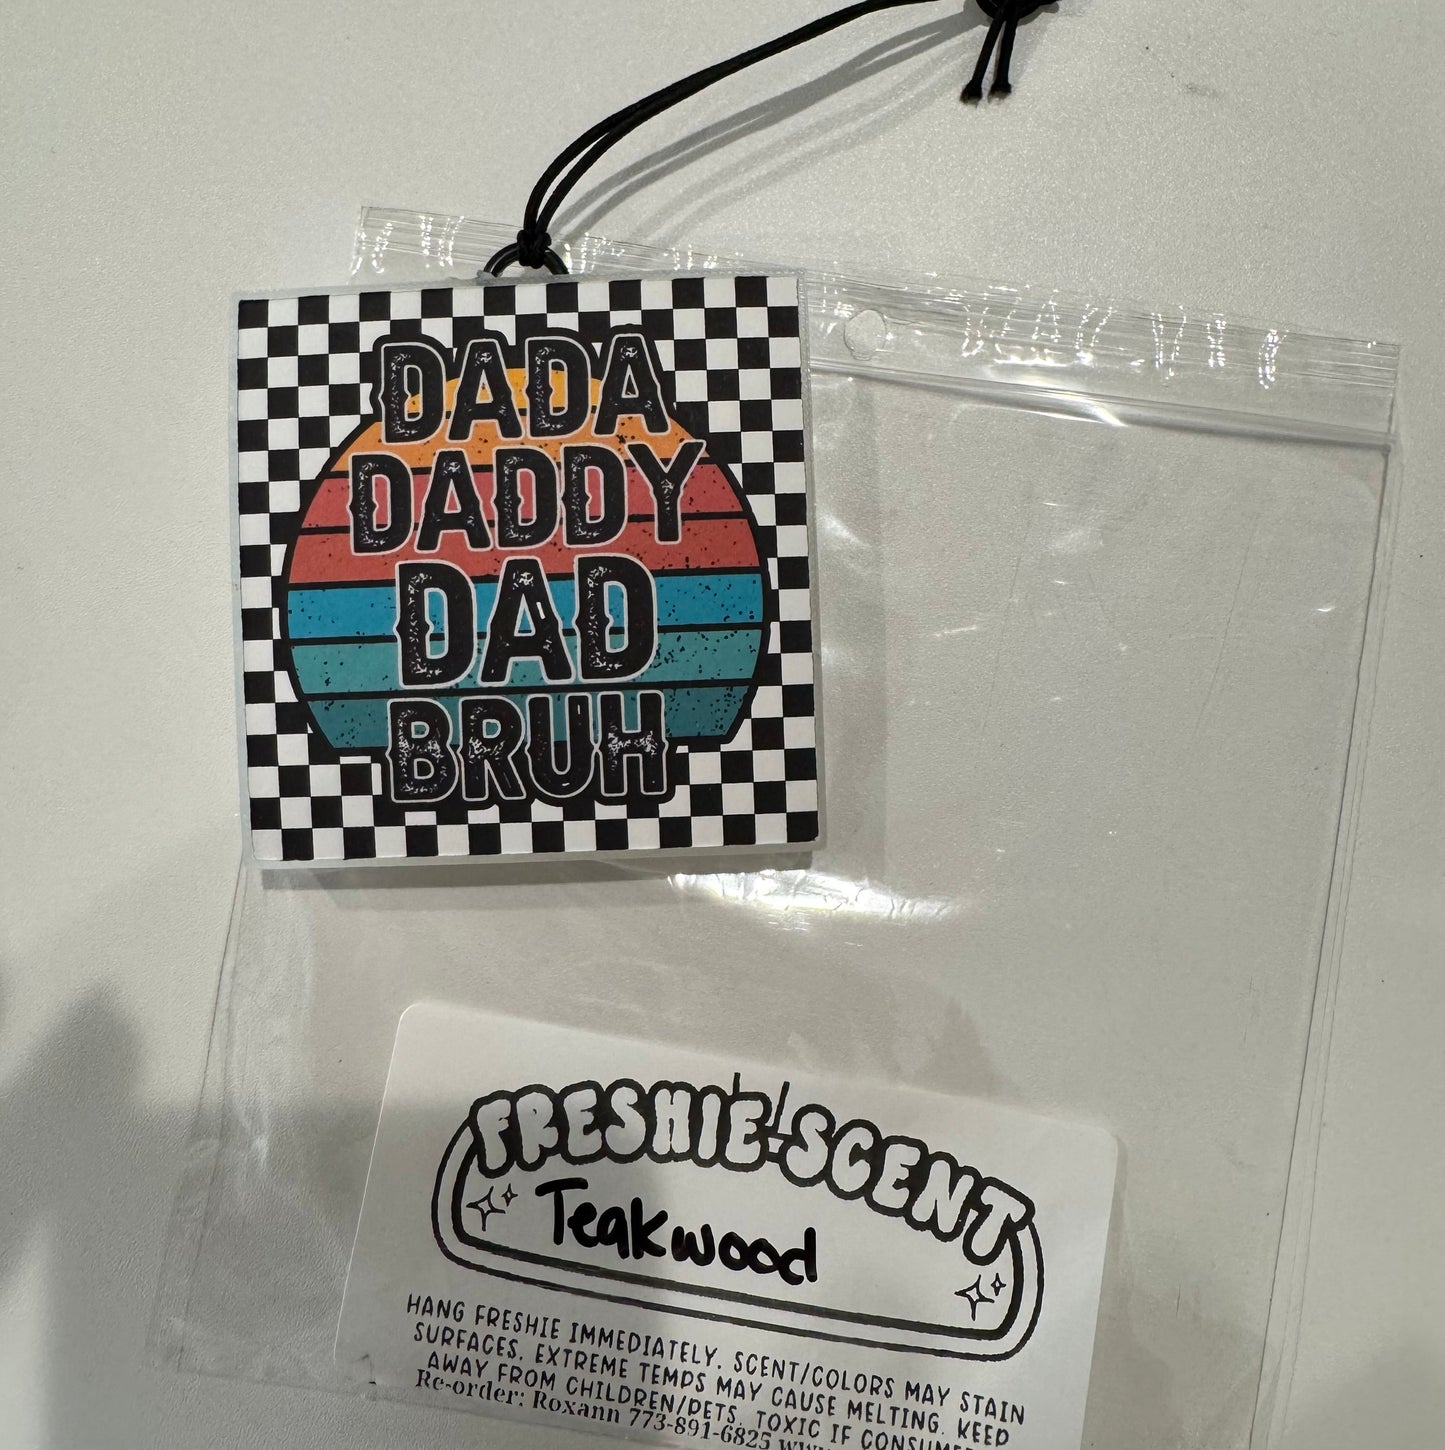 DADA
DADDY
DAD
BRUH
FRESHIE SCENT
Teakwood
HANG FRESHIE IMMEDIATELY. SCENT/COLORS MAY STAIN
SURFACES. EXTREME TEMPS MAY CAUSE MELTING. KEEP
AWAY FROM CHILDREN/PETS. TOXIC IF CONSUMED
Re-order: Roxann 773-891-6825 www